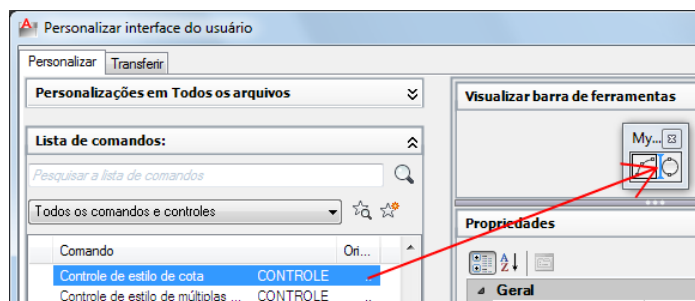 Personalizar interface do usuário
Personalizar Transferir
Personalizações em Todos os arquivos
Visualizar barra de ferramentas
My...
Lista de comandos:
Pesquisar a lista de comandos
Todos os comandos e controles
Propriedades
Comando Ori...
Controle de estilo de cota CONTROLE ..
Geral
Controle de estilo de múltiplas ... CONTROLE ..